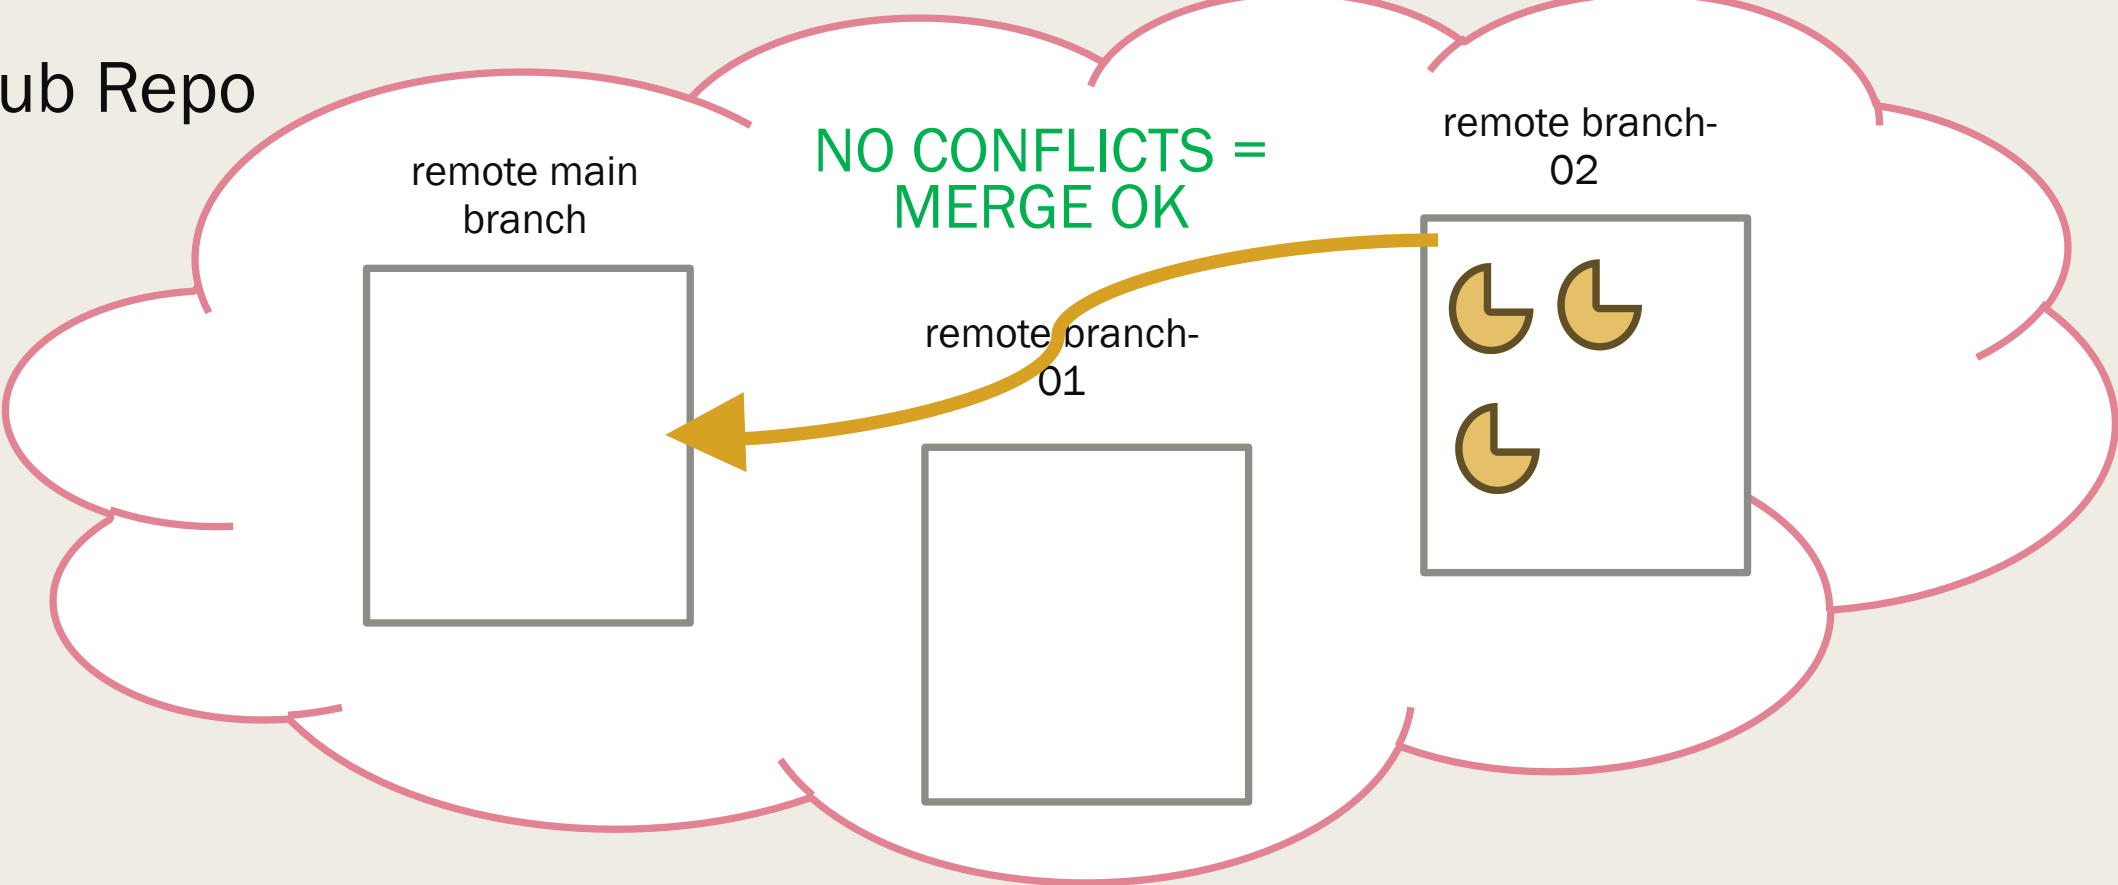 ub Repo
remote main
branch
NO CONFLICTS =
MERGE OK
remote branch-
01
remote branch-
02